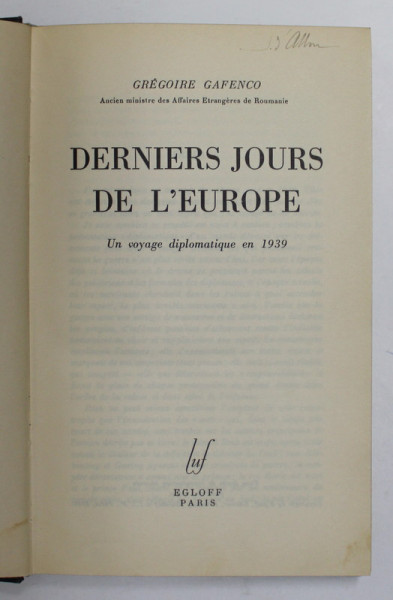 GRÉGOIRE GAFENCO
Ancien ministre des Affaires Etrangères de Roumanie
DERNIERS JOURS
DE L'EUROPE
Un voyage diplomatique en 1939
luf
EGLOFF
PARIS